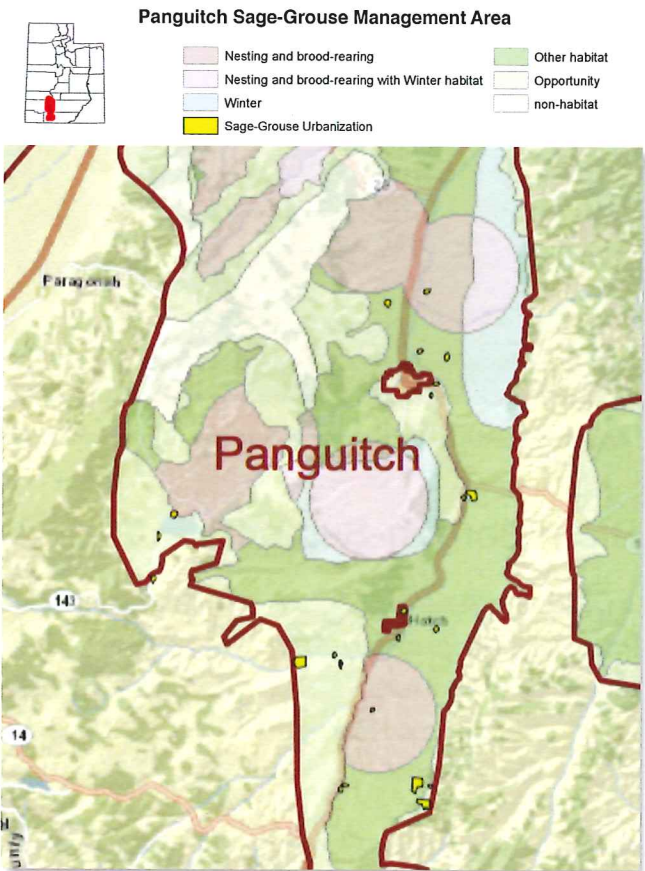 Panguitch Sage-Grouse Management Area
Nesting and brood-rearing
Nesting and brood-rearing with Winter habitat
Winter
Sage-Grouse Urbanization
Other habitat
Opportunity
non-habitat
Paragonah
Panguitch
143
Hatch
14